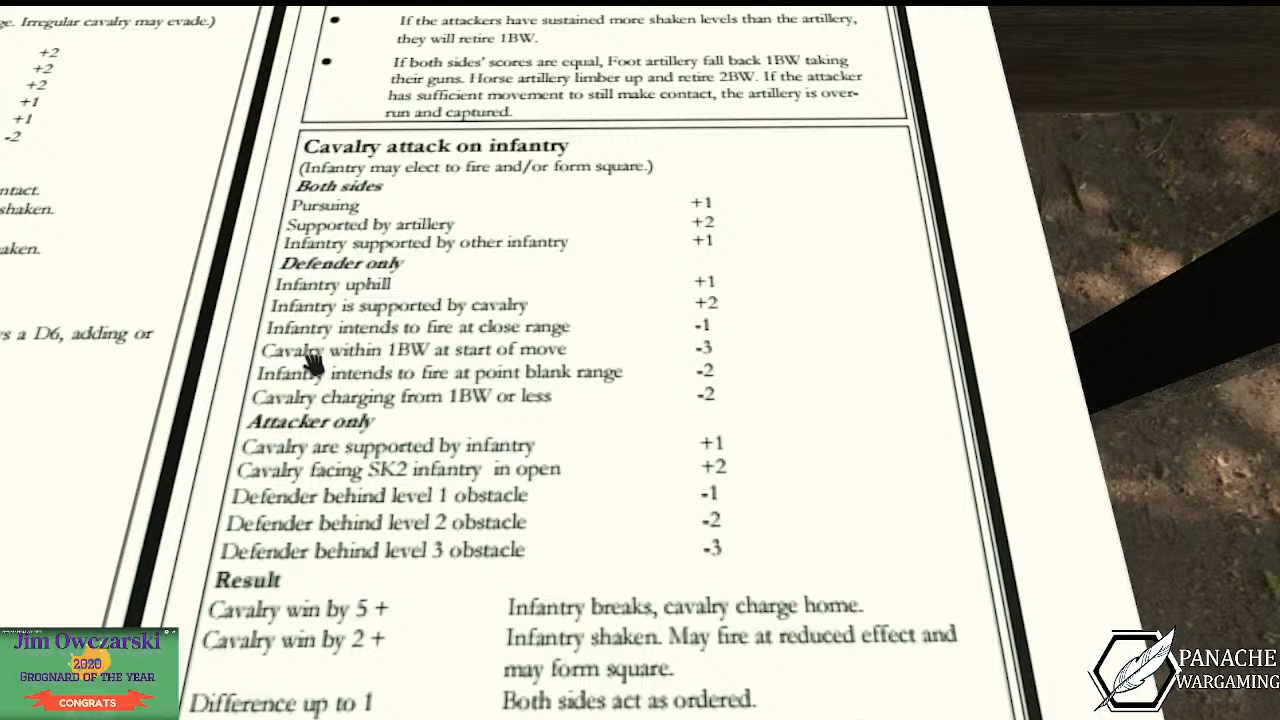 ge. Irregular cavalry may evade.)
+2
+2
+2
+1
+1
-2
ntact.
shaken.
aken.
s a D6, adding or
• If the attackers have sustained more shaken levels than the artillery,
they will retire 1BW.
• If both sides' scores are equal, Foot artillery fall back 1BW taking
their guns. Horse artillery limber up and retire 2BW. If the attacker
has sufficient movement to still make contact, the artillery is over-
run and captured.
Cavalry attack on infantry
(Infantry may elect to fire and/or form square.)
Both sides
Pursuing +1
Supported by artillery +2
Infantry supported by other infantry +1
Defender only
Infantry uphill +1
Infantry is supported by cavalry +2
Infantry intends to fire at close range -1
Cavalry within 1BW at start of move -3
Infantry intends to fire at point blank range -2
Cavalry charging from 1BW or less -2
Attacker only
Cavalry are supported by infantry +1
Cavalry facing SK2 infantry in open +2
Defender behind level 1 obstacle -1
Defender behind level 2 obstacle -2
Defender behind level 3 obstacle -3
Result
Cavalry win by 5 + Infantry breaks, cavalry charge home.
Cavalry win by 2 + Infantry shaken. May fire at reduced effect and
may form square.
Difference up to 1 Both sides act as ordered.
Jim Owczarski
2020
GROGNARD OF THE YEAR
CONGRATS
PANACHE
WARGAMING